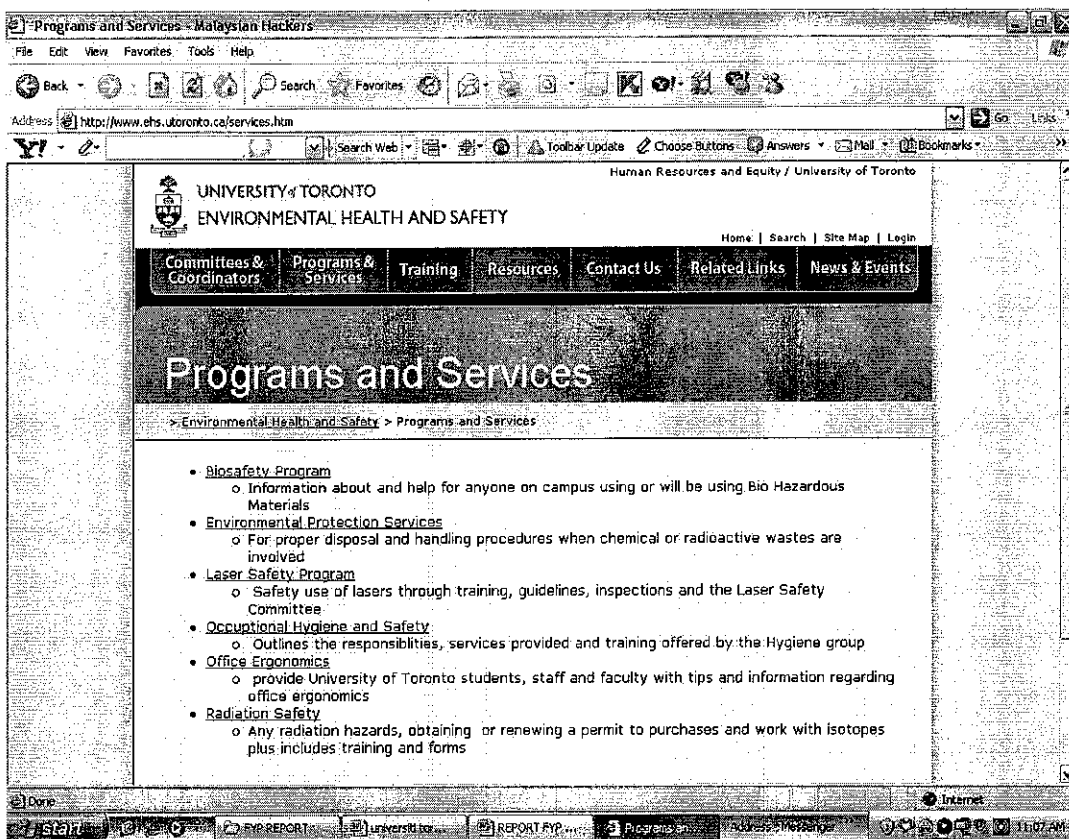 Programs and Services - Malaysian Hackers
File Edit View Favorites Tools Help
Back Search Favorites
Address http://www.ehs.utoronto.ca/services.htm Go Links
Y! Search Web Toolbar Update Choose Buttons Answers Mail Bookmarks
Human Resources and Equity / University of Toronto
UNIVERSITY of TORONTO
ENVIRONMENTAL HEALTH AND SAFETY
Home | Search | Site Map | Login
Committees & Coordinators Programs & Services Training Resources Contact Us Related Links News & Events
Programs and Services
> Environmental Health and Safety > Programs and Services
• Biosafety Program
o Information about and help for anyone on campus using or will be using Bio Hazardous
Materials
• Environmental Protection Services
o For proper disposal and handling procedures when chemical or radioactive wastes are
involved
• Laser Safety Program
o Safety use of lasers through training, guidelines, inspections and the Laser Safety
Committee
• Occuptional Hygiene and Safety
o Outlines the responsiblities, services provided and training offered by the Hygiene group
• Office Ergonomics
o provide University of Toronto students, staff and faculty with tips and information regarding
office ergonomics
• Radiation Safety
o Any radiation hazards, obtaining or renewing a permit to purchases and work with isotopes
plus includes training and forms
Done Internet
start FYP REPORT universiti tor... REPORT FYP ... Programs an... 11:07 AM